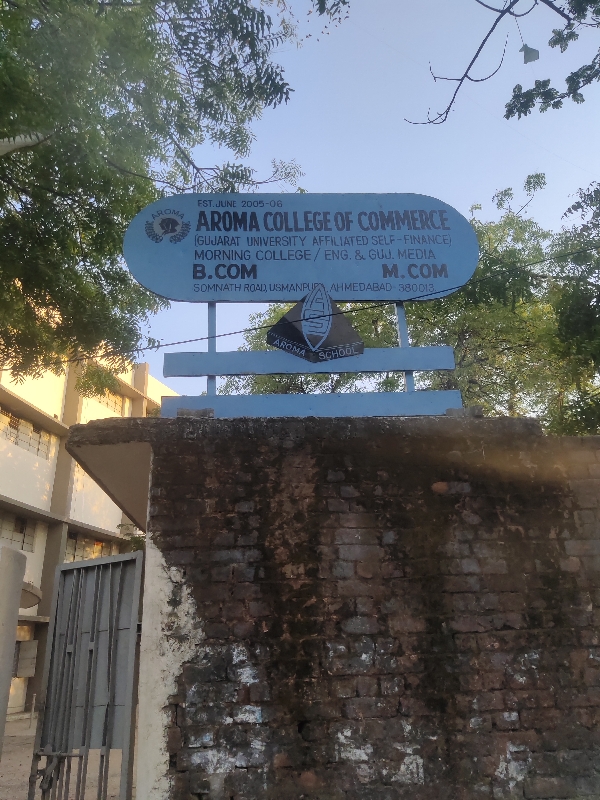 EST. JUNE 2005-06
AROMA
AROMA COLLEGE OF COMMERCE
(GUJARAT UNIVERSITY AFFILIATED SELF-FINANCE)
MORNING COLLEGE / ENG. & GUJ. MEDIA
B.COM M.COM
SOMNATH ROAD, USMANPURA, AHMEDABAD-380013.
AROMA SCHOOL